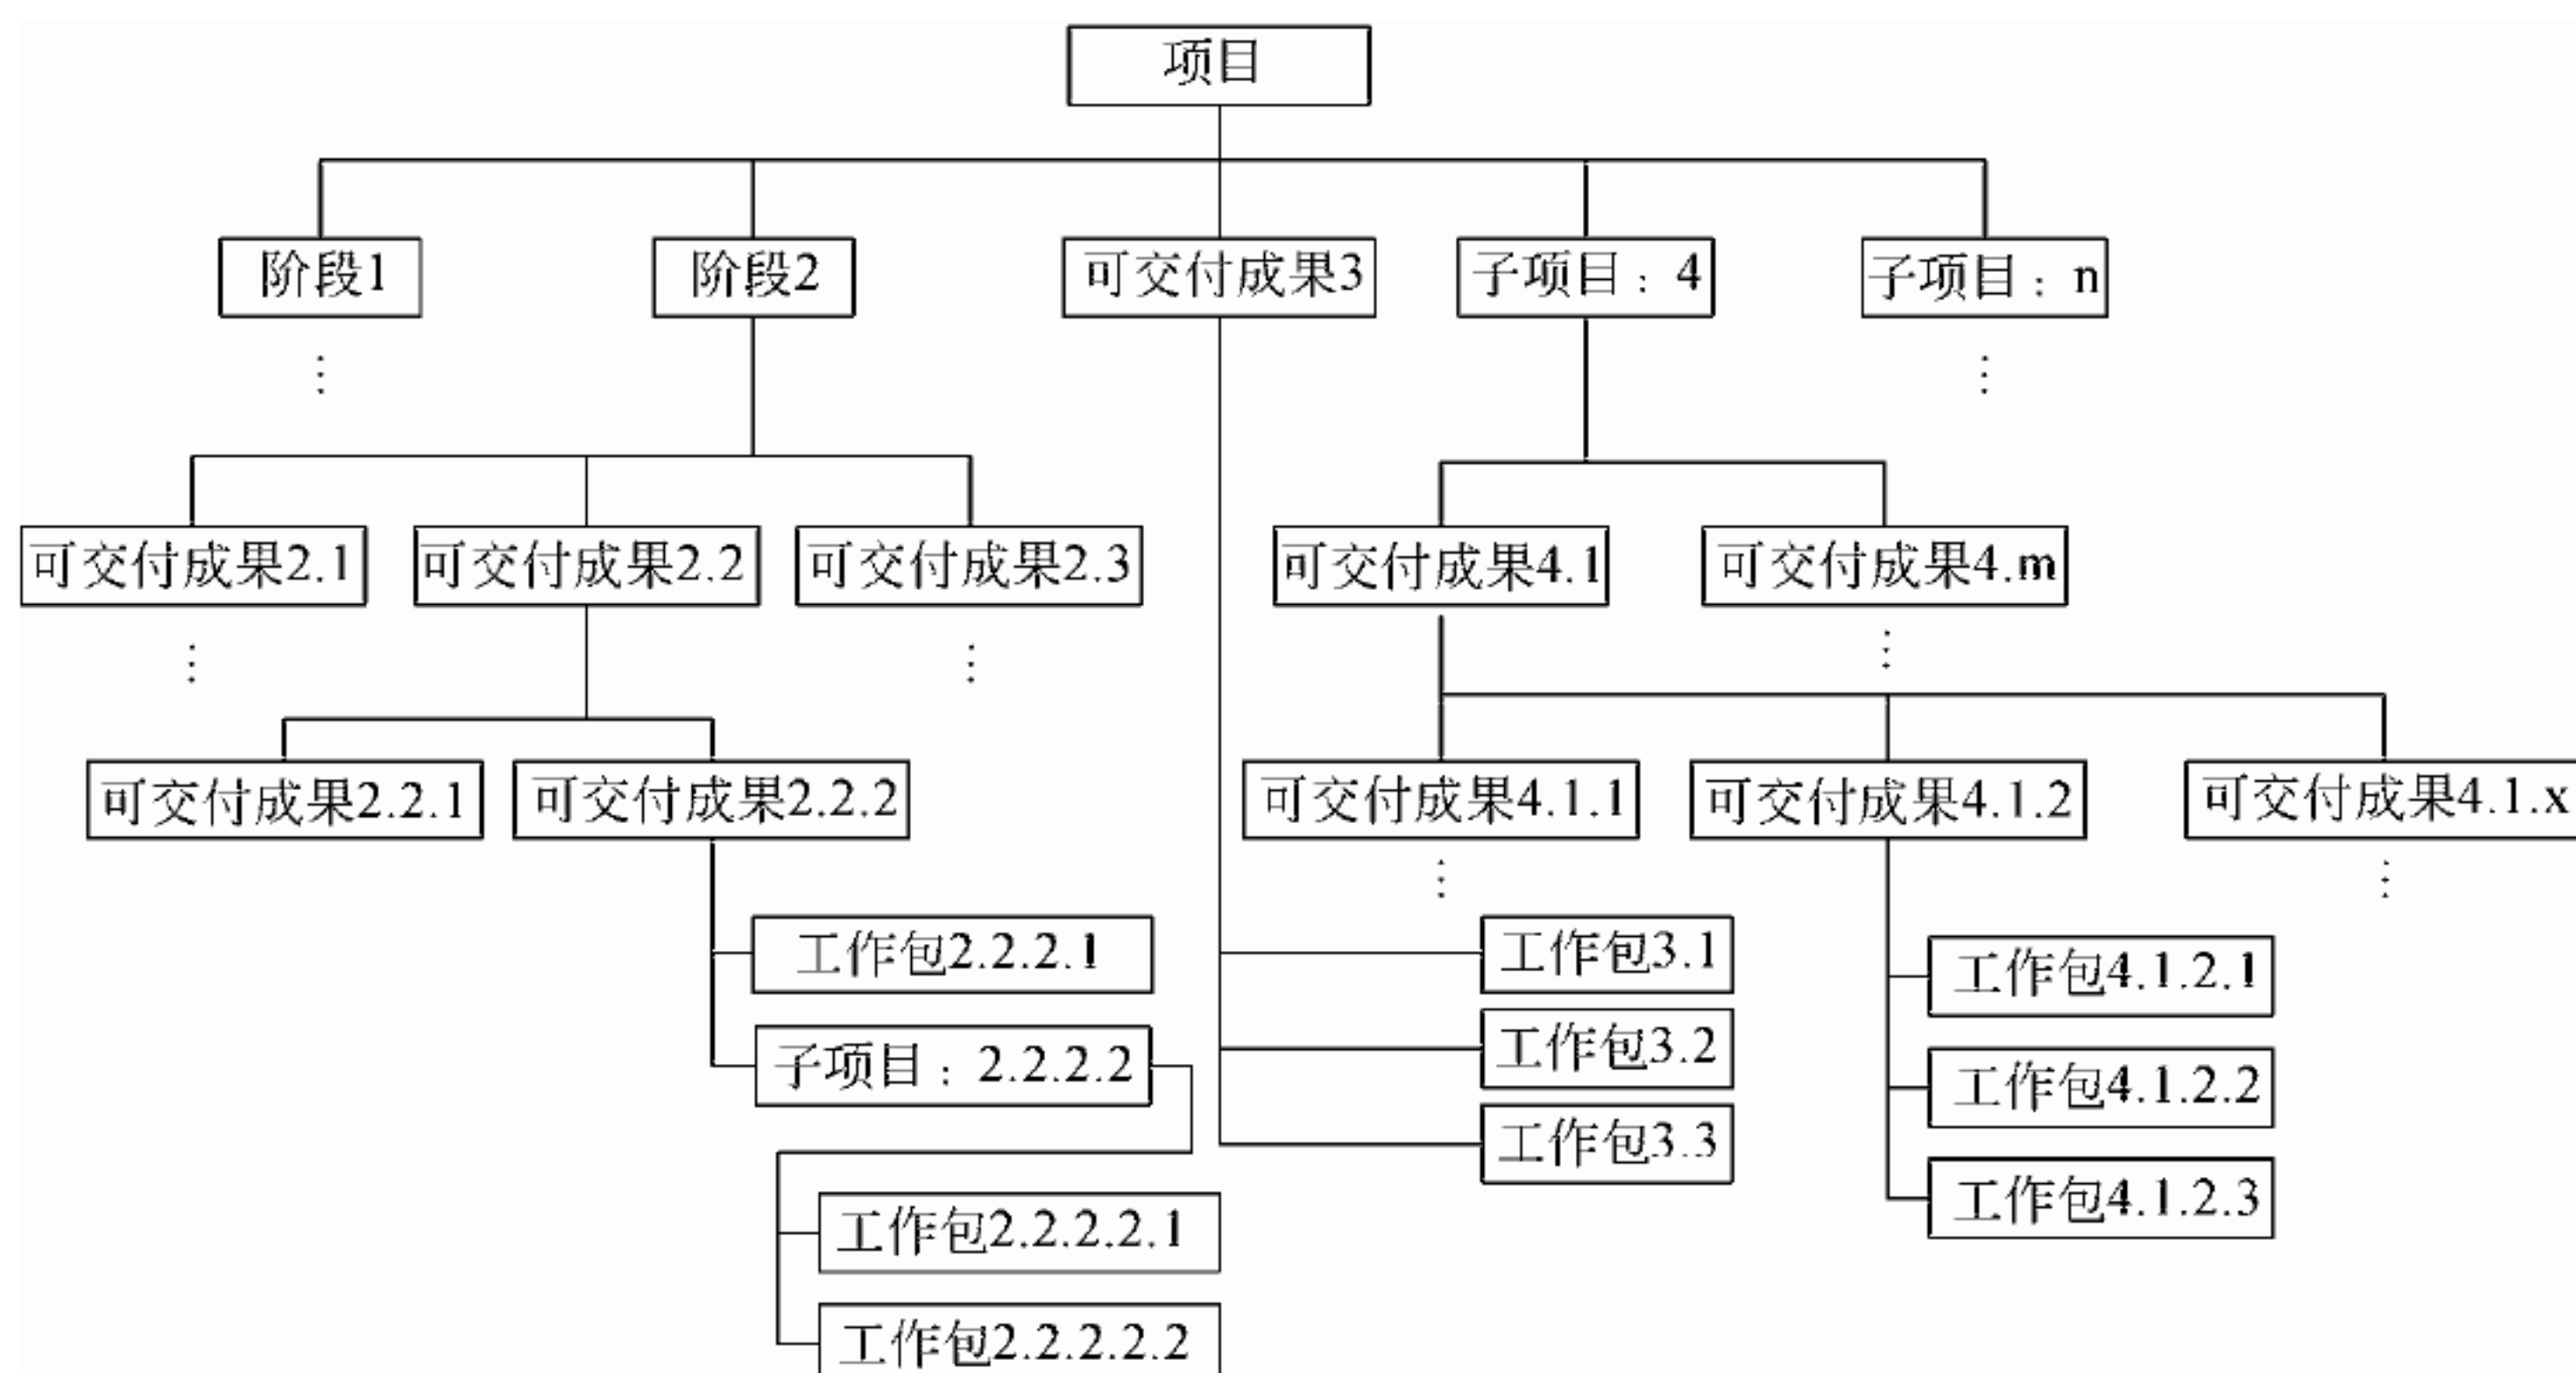 项目
阶段1
阶段2
可交付成果3
子项目：4
子项目：n
⋮
⋮
可交付成果2.1
可交付成果2.2
可交付成果2.3
可交付成果4.1
可交付成果4.m
⋮
⋮
⋮
可交付成果2.2.1
可交付成果2.2.2
可交付成果4.1.1
可交付成果4.1.2
可交付成果4.1.x
⋮
⋮
工作包2.2.2.1
工作包3.1
工作包4.1.2.1
子项目：2.2.2.2
工作包3.2
工作包4.1.2.2
工作包3.3
工作包4.1.2.3
工作包2.2.2.2.1
工作包2.2.2.2.2